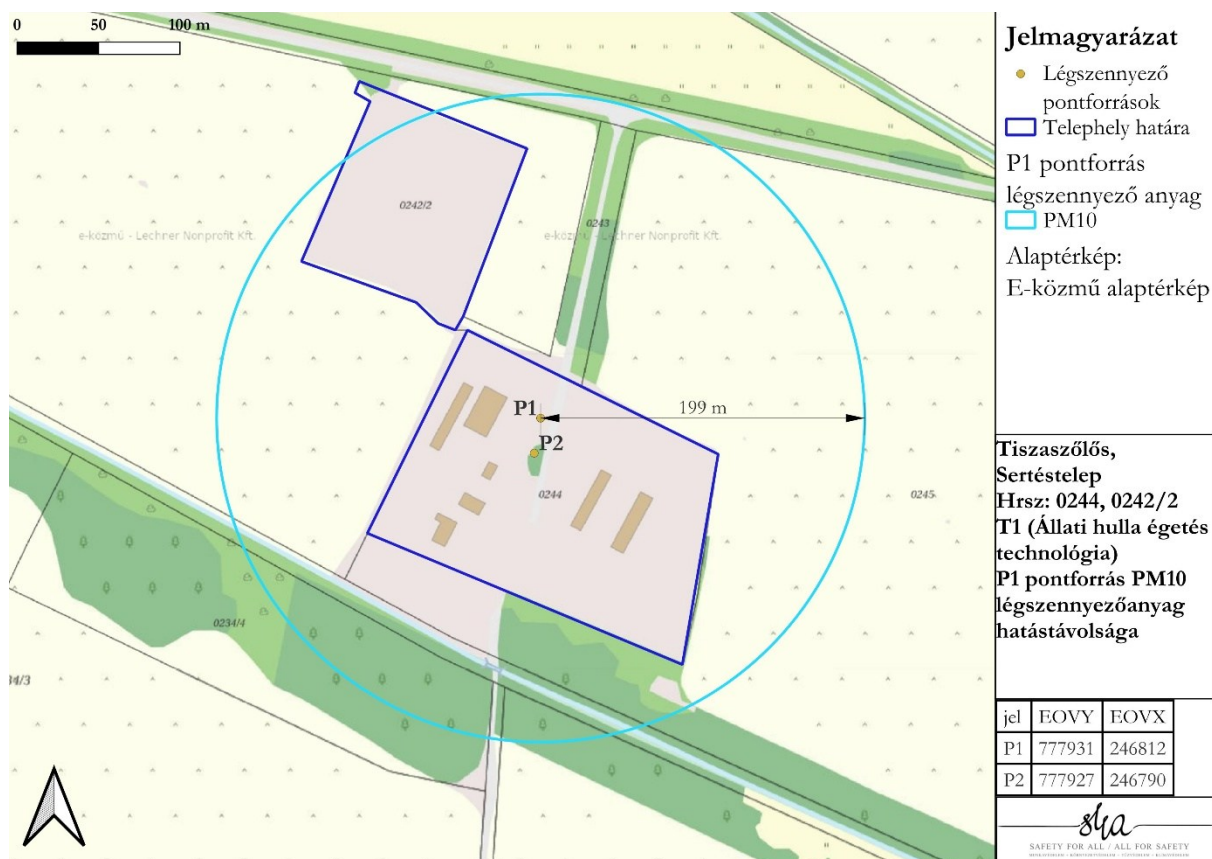 0 50 100 m
0242/2
0243
e-közmű - Lechner Nonprofit Kft.
e-közmű - Lechner Nonprofit Kft.
P1
199 m
P2
0244
0245
0234/4
34/3
Jelmagyarázat
Légszennyező
pontforrások
Telephely határa
P1 pontforrás
légszennyező anyag
PM10
Alaptérkép:
E-közmű alaptérkép
Tiszaszőlős,
Sertéstelep
Hrsz: 0244, 0242/2
T1 (Állati hulla égetés
technológia)
P1 pontforrás PM10
légszennyezőanyag
hatástávolsága
jel EOVY EOVX
P1 777931 246812
P2 777927 246790
SAFETY FOR ALL / ALL FOR SAFETY